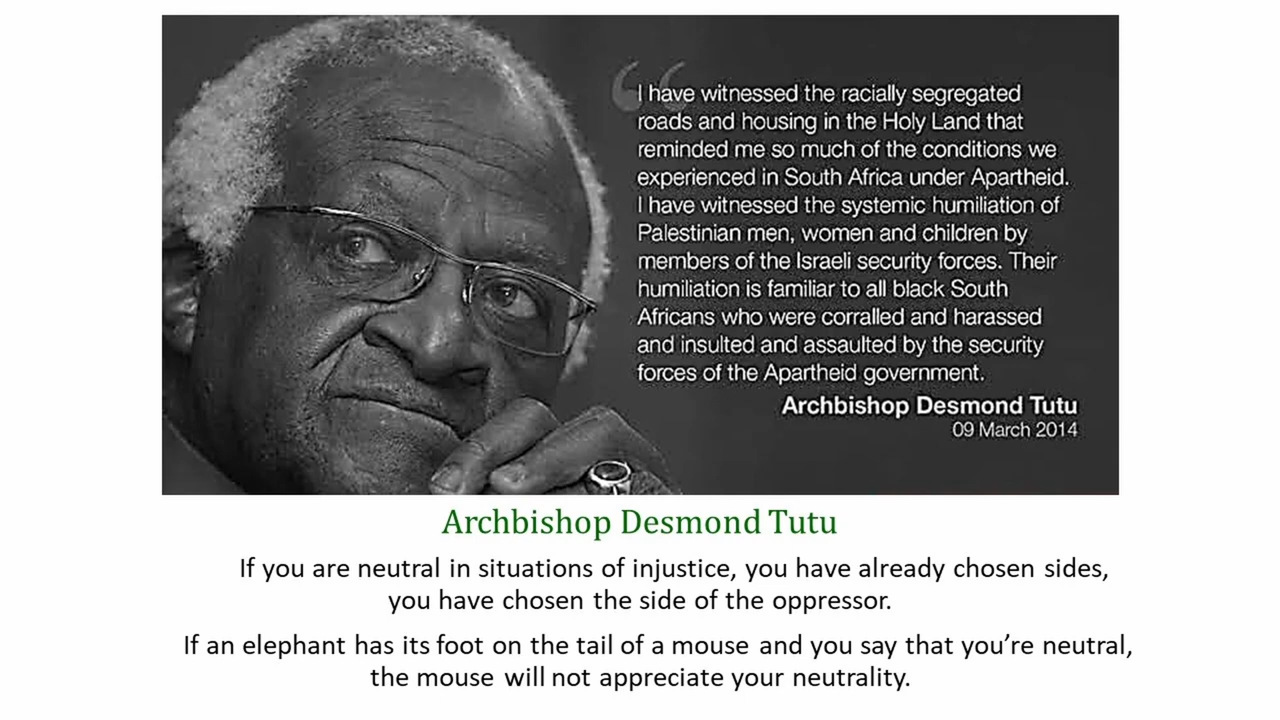 I have witnessed the racially segregated
roads and housing in the Holy Land that
reminded me so much of the conditions we
experienced in South Africa under Apartheid.
I have witnessed the systemic humiliation of
Palestinian men, women and children by
members of the Israeli security forces. Their
humiliation is familiar to all black South
Africans who were corralled and harassed
and insulted and assaulted by the security
forces of the Apartheid government.
Archbishop Desmond Tutu
09 March 2014
Archbishop Desmond Tutu
If you are neutral in situations of injustice, you have already chosen sides,
you have chosen the side of the oppressor.
If an elephant has its foot on the tail of a mouse and you say that you’re neutral,
the mouse will not appreciate your neutrality.